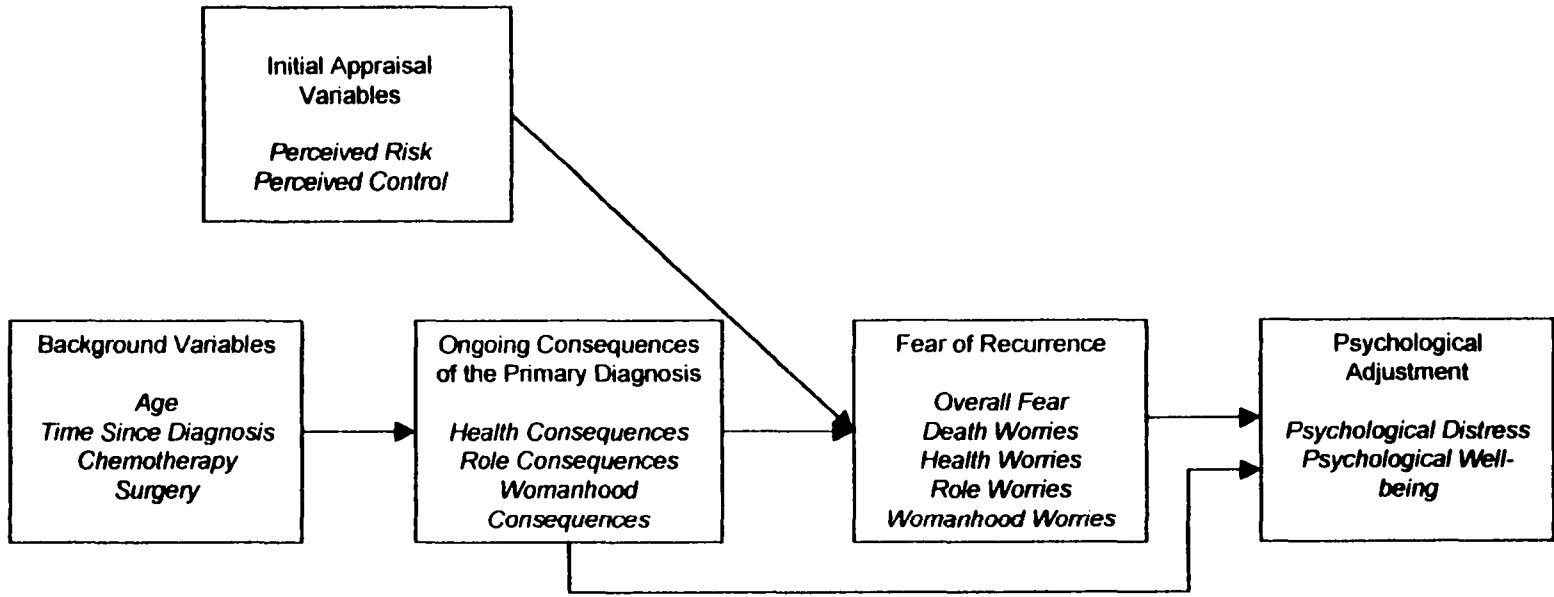 Initial Appraisal
Variables
Perceived Risk
Perceived Control
Background Variables
Age
Time Since Diagnosis
Chemotherapy
Surgery
Ongoing Consequences
of the Primary Diagnosis
Health Consequences
Role Consequences
Womanhood
Consequences
Fear of Recurrence
Overall Fear
Death Worries
Health Worries
Role Worries
Womanhood Worries
Psychological
Adjustment
Psychological Distress
Psychological Well-
being